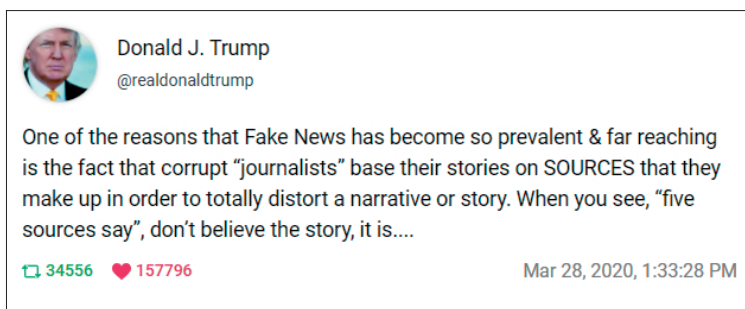 Donald J. Trump
@realdonaldtrump
One of the reasons that Fake News has become so prevalent & far reaching
is the fact that corrupt “journalists” base their stories on SOURCES that they
make up in order to totally distort a narrative or story. When you see, “five
sources say”, don’t believe the story, it is....
34556 157796 Mar 28, 2020, 1:33:28 PM